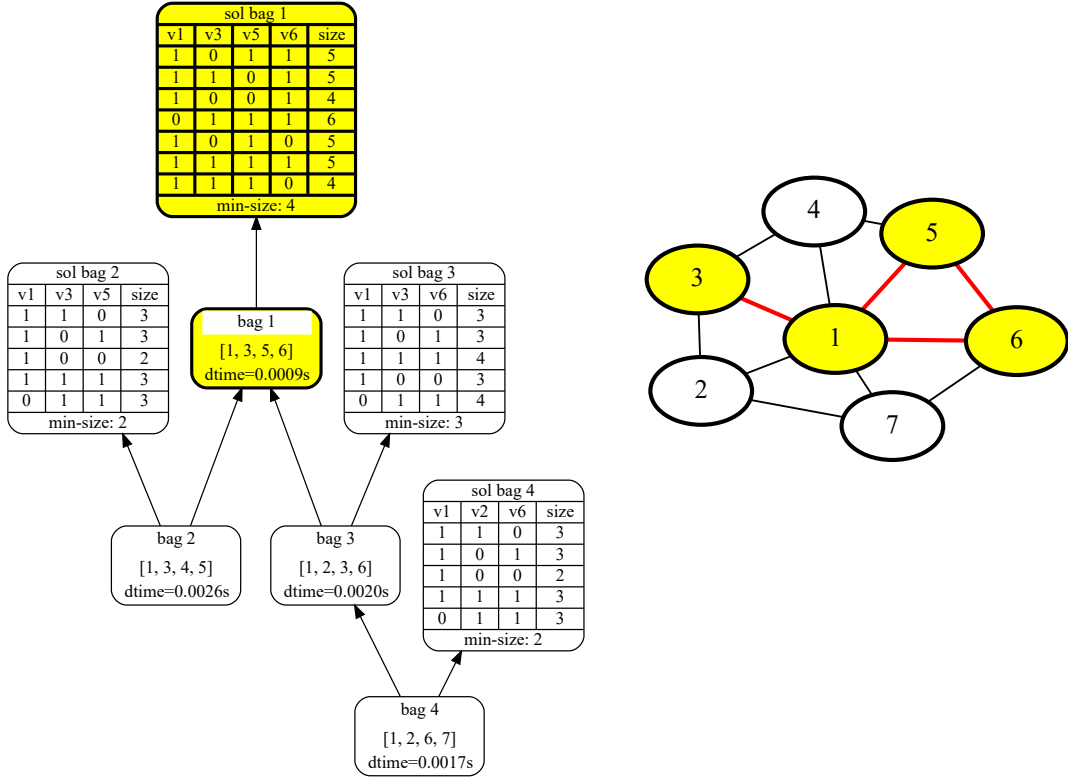 sol bag 1
v1 v3 v5 v6 size
1 0 1 1 5
1 1 0 1 5
1 0 0 1 4
0 1 1 1 6
1 0 1 0 5
1 1 1 1 5
1 1 1 0 4
min-size: 4
sol bag 2
v1 v3 v5 size
1 1 0 3
1 0 1 3
1 0 0 2
1 1 1 3
0 1 1 3
min-size: 2
bag 1
[1, 3, 5, 6]
dtime=0.0009s
sol bag 3
v1 v3 v6 size
1 1 0 3
1 0 1 3
1 1 1 4
1 0 0 3
0 1 1 4
min-size: 3
bag 2
[1, 3, 4, 5]
dtime=0.0026s
bag 3
[1, 2, 3, 6]
dtime=0.0020s
sol bag 4
v1 v2 v6 size
1 1 0 3
1 0 1 3
1 0 0 2
1 1 1 3
0 1 1 3
min-size: 2
bag 4
[1, 2, 6, 7]
dtime=0.0017s
4
5
3
1
6
2
7